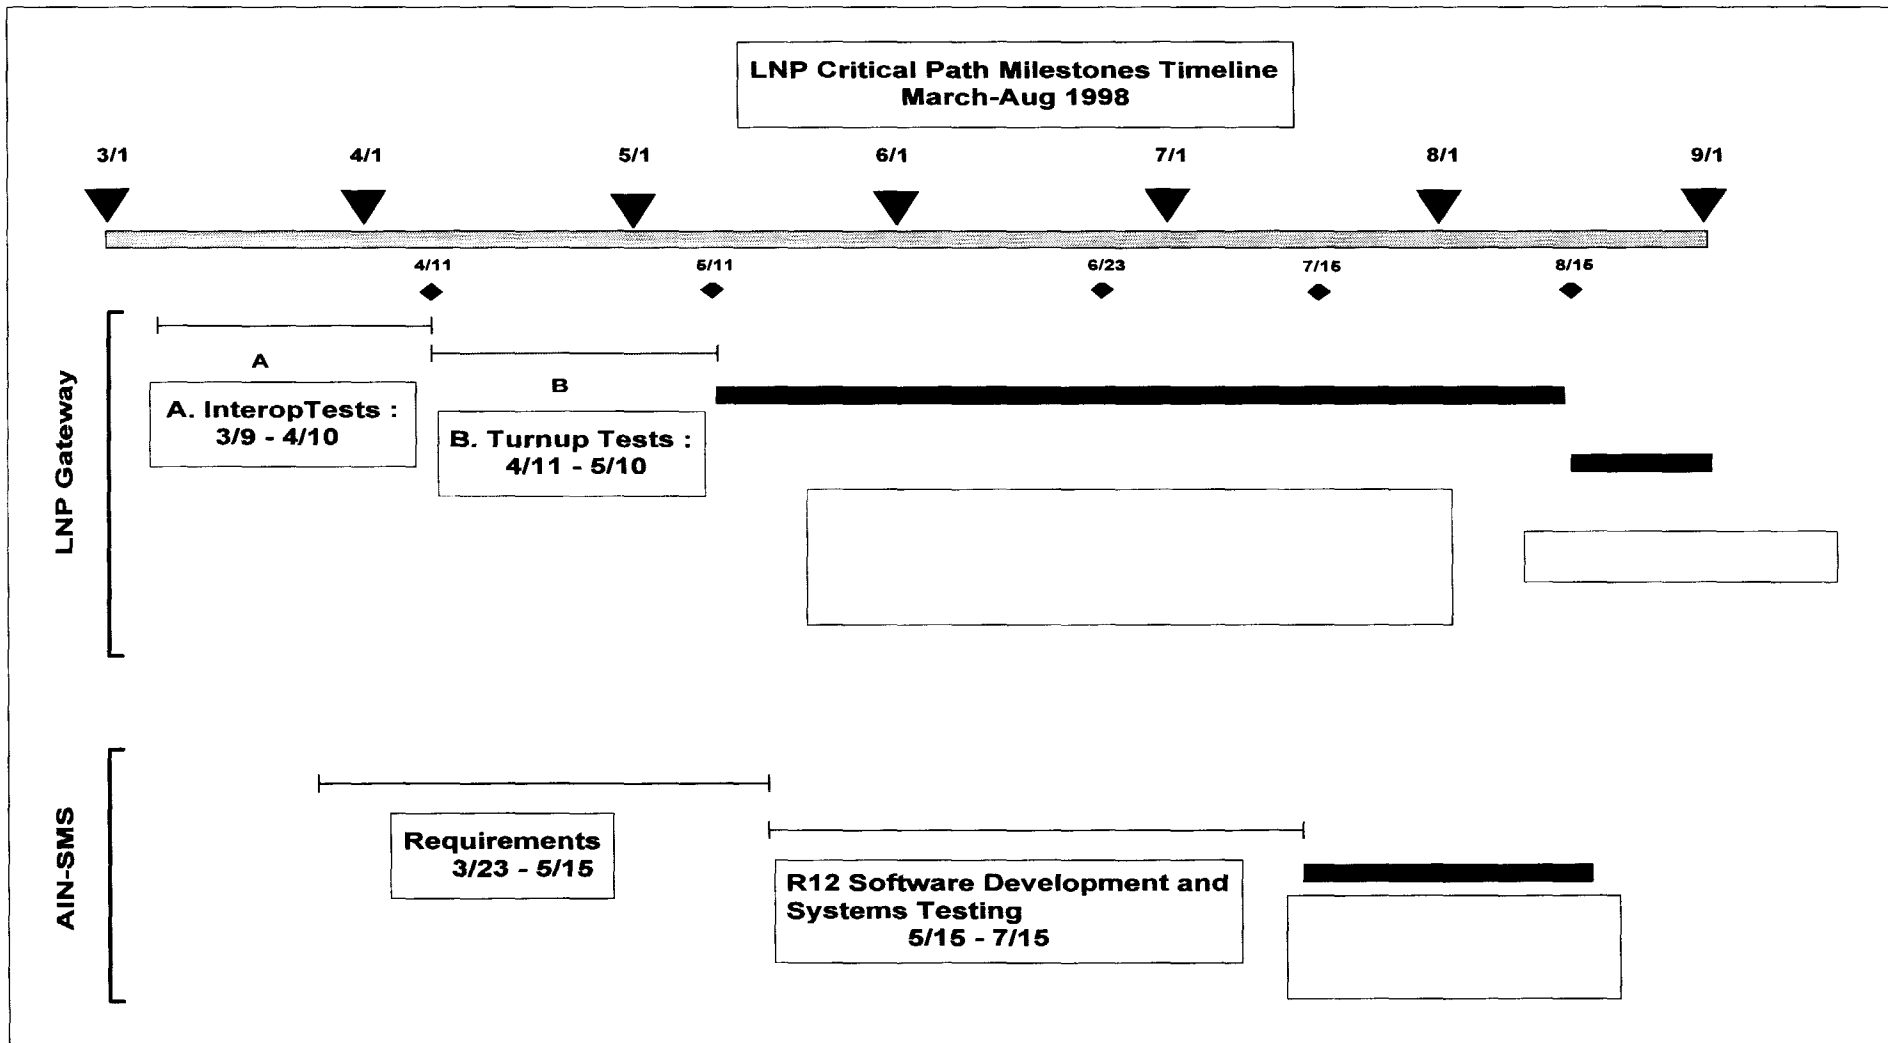 LNP Critical Path Milestones Timeline
March-Aug 1998
3/1 4/1 5/1 6/1 7/1 8/1 9/1
4/11 5/11 6/23 7/15 8/15
LNP Gateway
A
A. InteropTests :
3/9 - 4/10
B
B. Turnup Tests :
4/11 - 5/10
AIN-SMS
Requirements
3/23 - 5/15
R12 Software Development and
Systems Testing
5/15 - 7/15